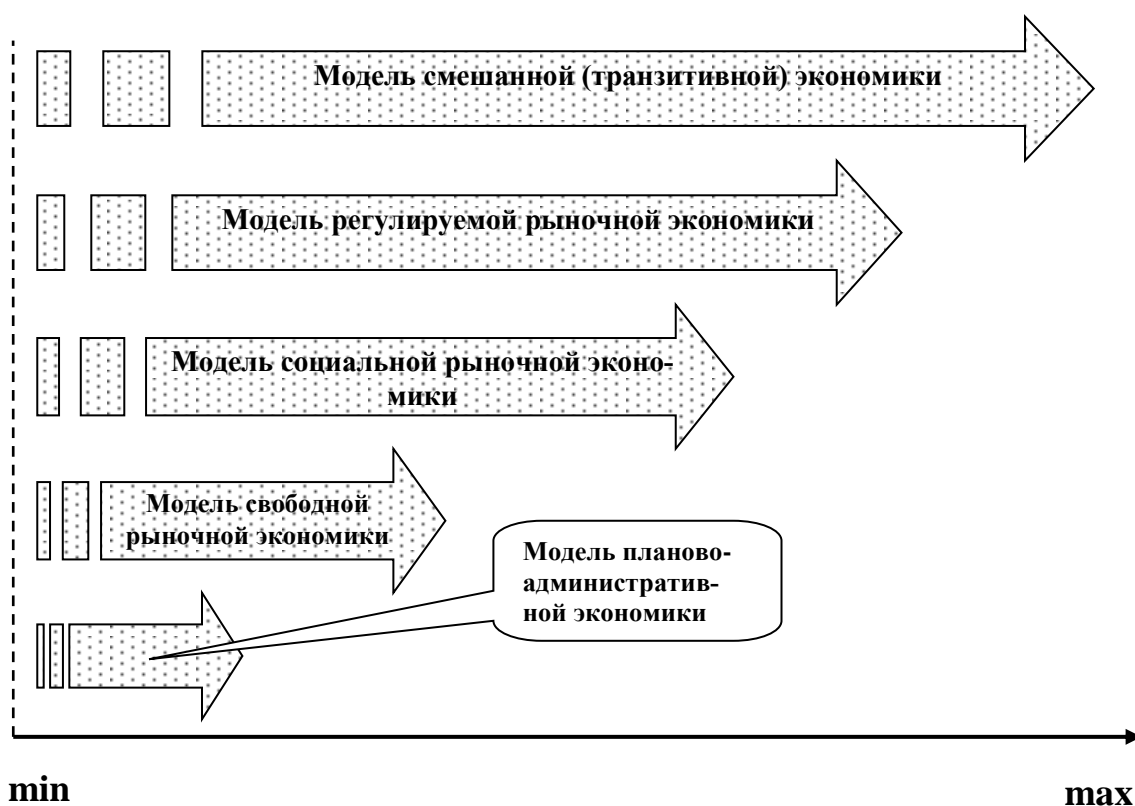 Модель смешанной (транзитивной) экономики
Модель регулируемой рыночной экономики
Модель социальной рыночной эконо-
мики
Модель свободной
рыночной экономики
Модель планово-
административ-
ной экономики
min
max